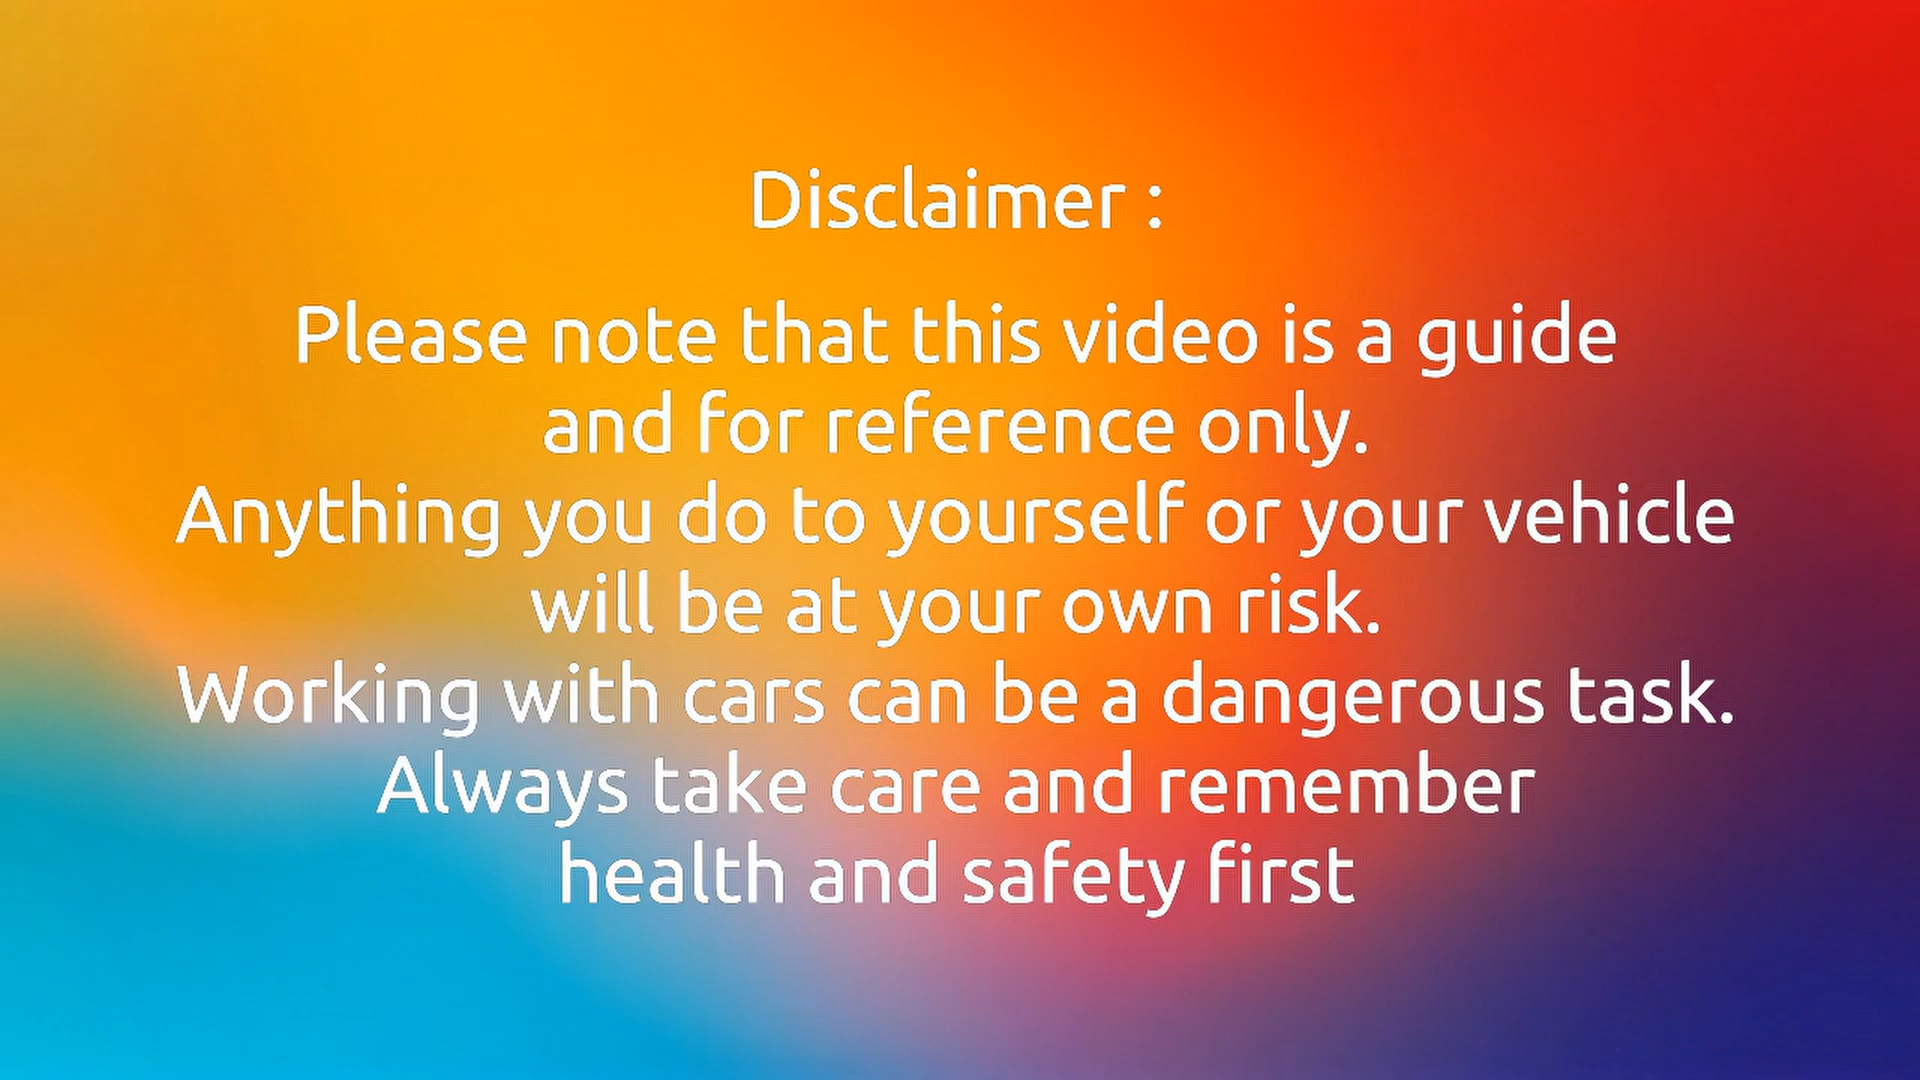 Disclaimer :
Please note that this video is a guide
and for reference only.
Anything you do to yourself or your vehicle
will be at your own risk.
Working with cars can be a dangerous task.
Always take care and remember
health and safety first